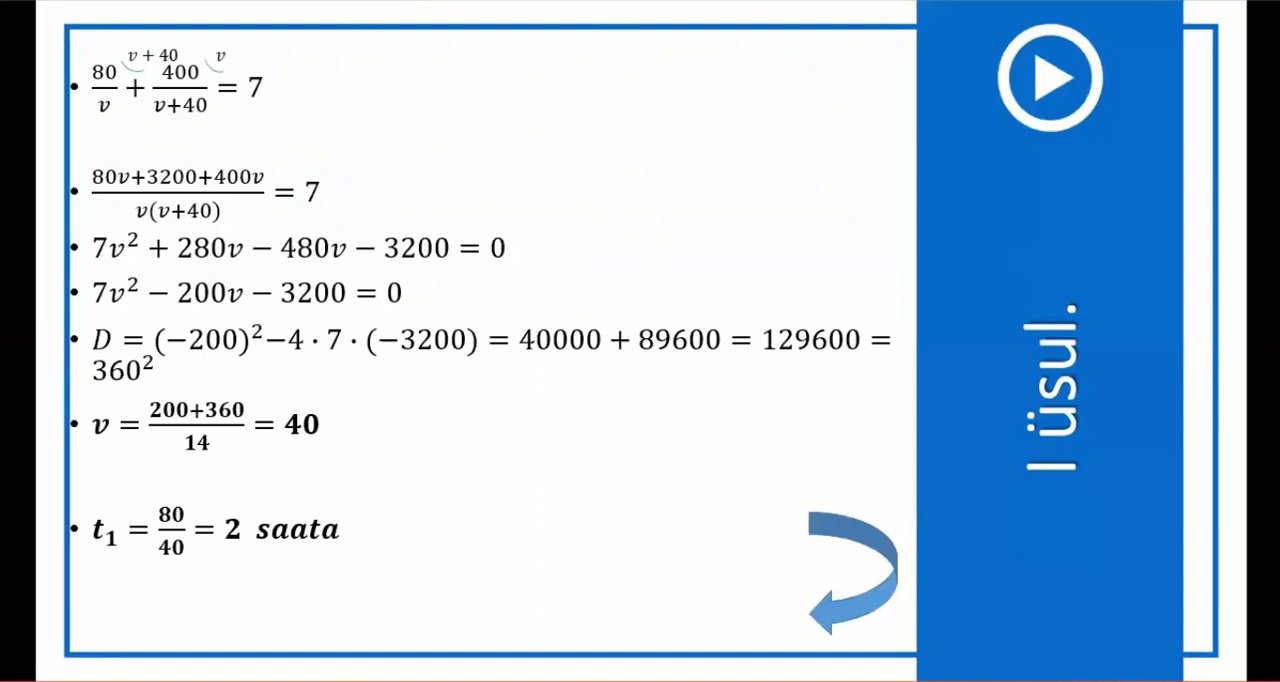 • 80/v + 400/(v+40) = 7 (v + 40, v)
• (80v+3200+400v)/(v(v+40)) = 7
• 7v² + 280v − 480v − 3200 = 0
• 7v² − 200v − 3200 = 0
• D = (−200)²−4 · 7 · (−3200) = 40000 + 89600 = 129600 =
360²
• v = (200+360)/14 = 40
• t₁ = 80/40 = 2 saata
I üsul.